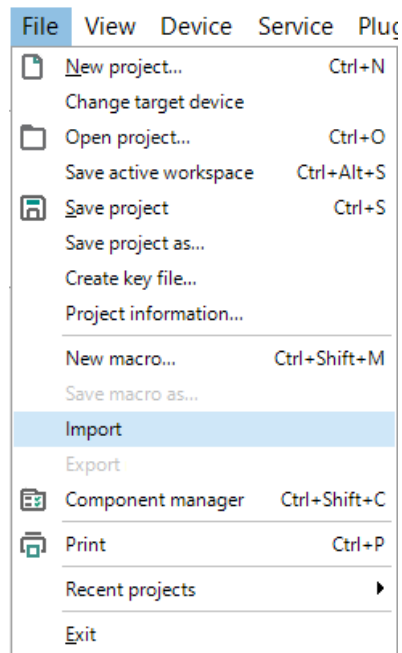 File View Device Service Plug
New project... Ctrl+N
Change target device
Open project... Ctrl+O
Save active workspace Ctrl+Alt+S
Save project Ctrl+S
Save project as...
Create key file...
Project information...
New macro... Ctrl+Shift+M
Save macro as...
Import
Export
Component manager Ctrl+Shift+C
Print Ctrl+P
Recent projects
Exit